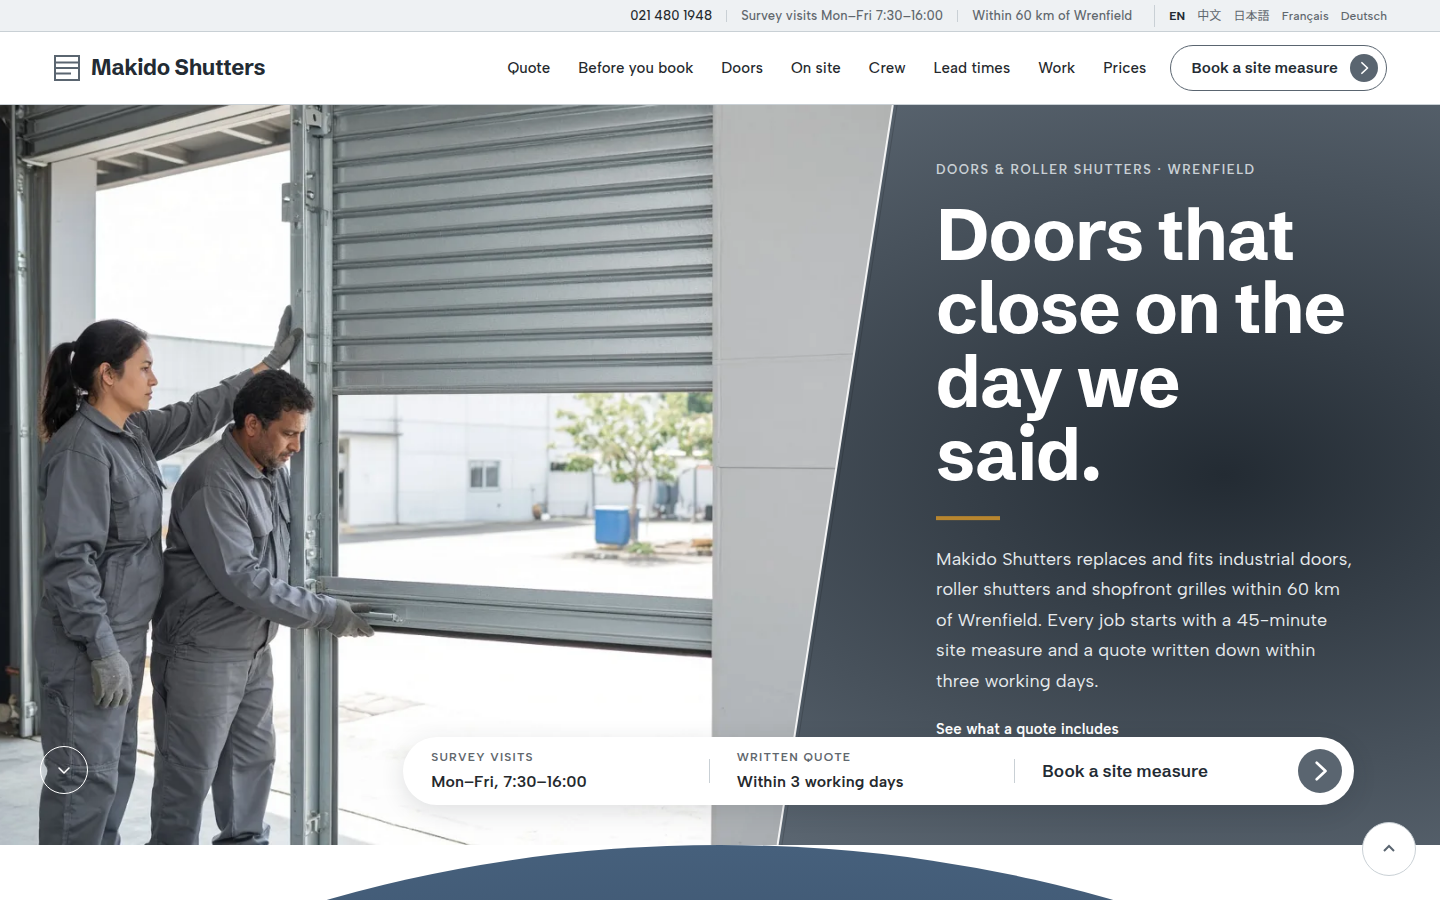 021 480 1948
Survey visits Mon–Fri 7:30–16:00
Within 60 km of Wrenfield
EN 中文 日本語 Français Deutsch
Makido Shutters
Quote Before you book Doors On site Crew Lead times Work Prices
Book a site measure
DOORS & ROLLER SHUTTERS · WRENFIELD
Doors that
close on the
day we
said.
Makido Shutters replaces and fits industrial doors,
roller shutters and shopfront grilles within 60 km
of Wrenfield. Every job starts with a 45-minute
site measure and a quote written down within
three working days.
See what a quote includes
SURVEY VISITS
Mon–Fri, 7:30–16:00
WRITTEN QUOTE
Within 3 working days
Book a site measure